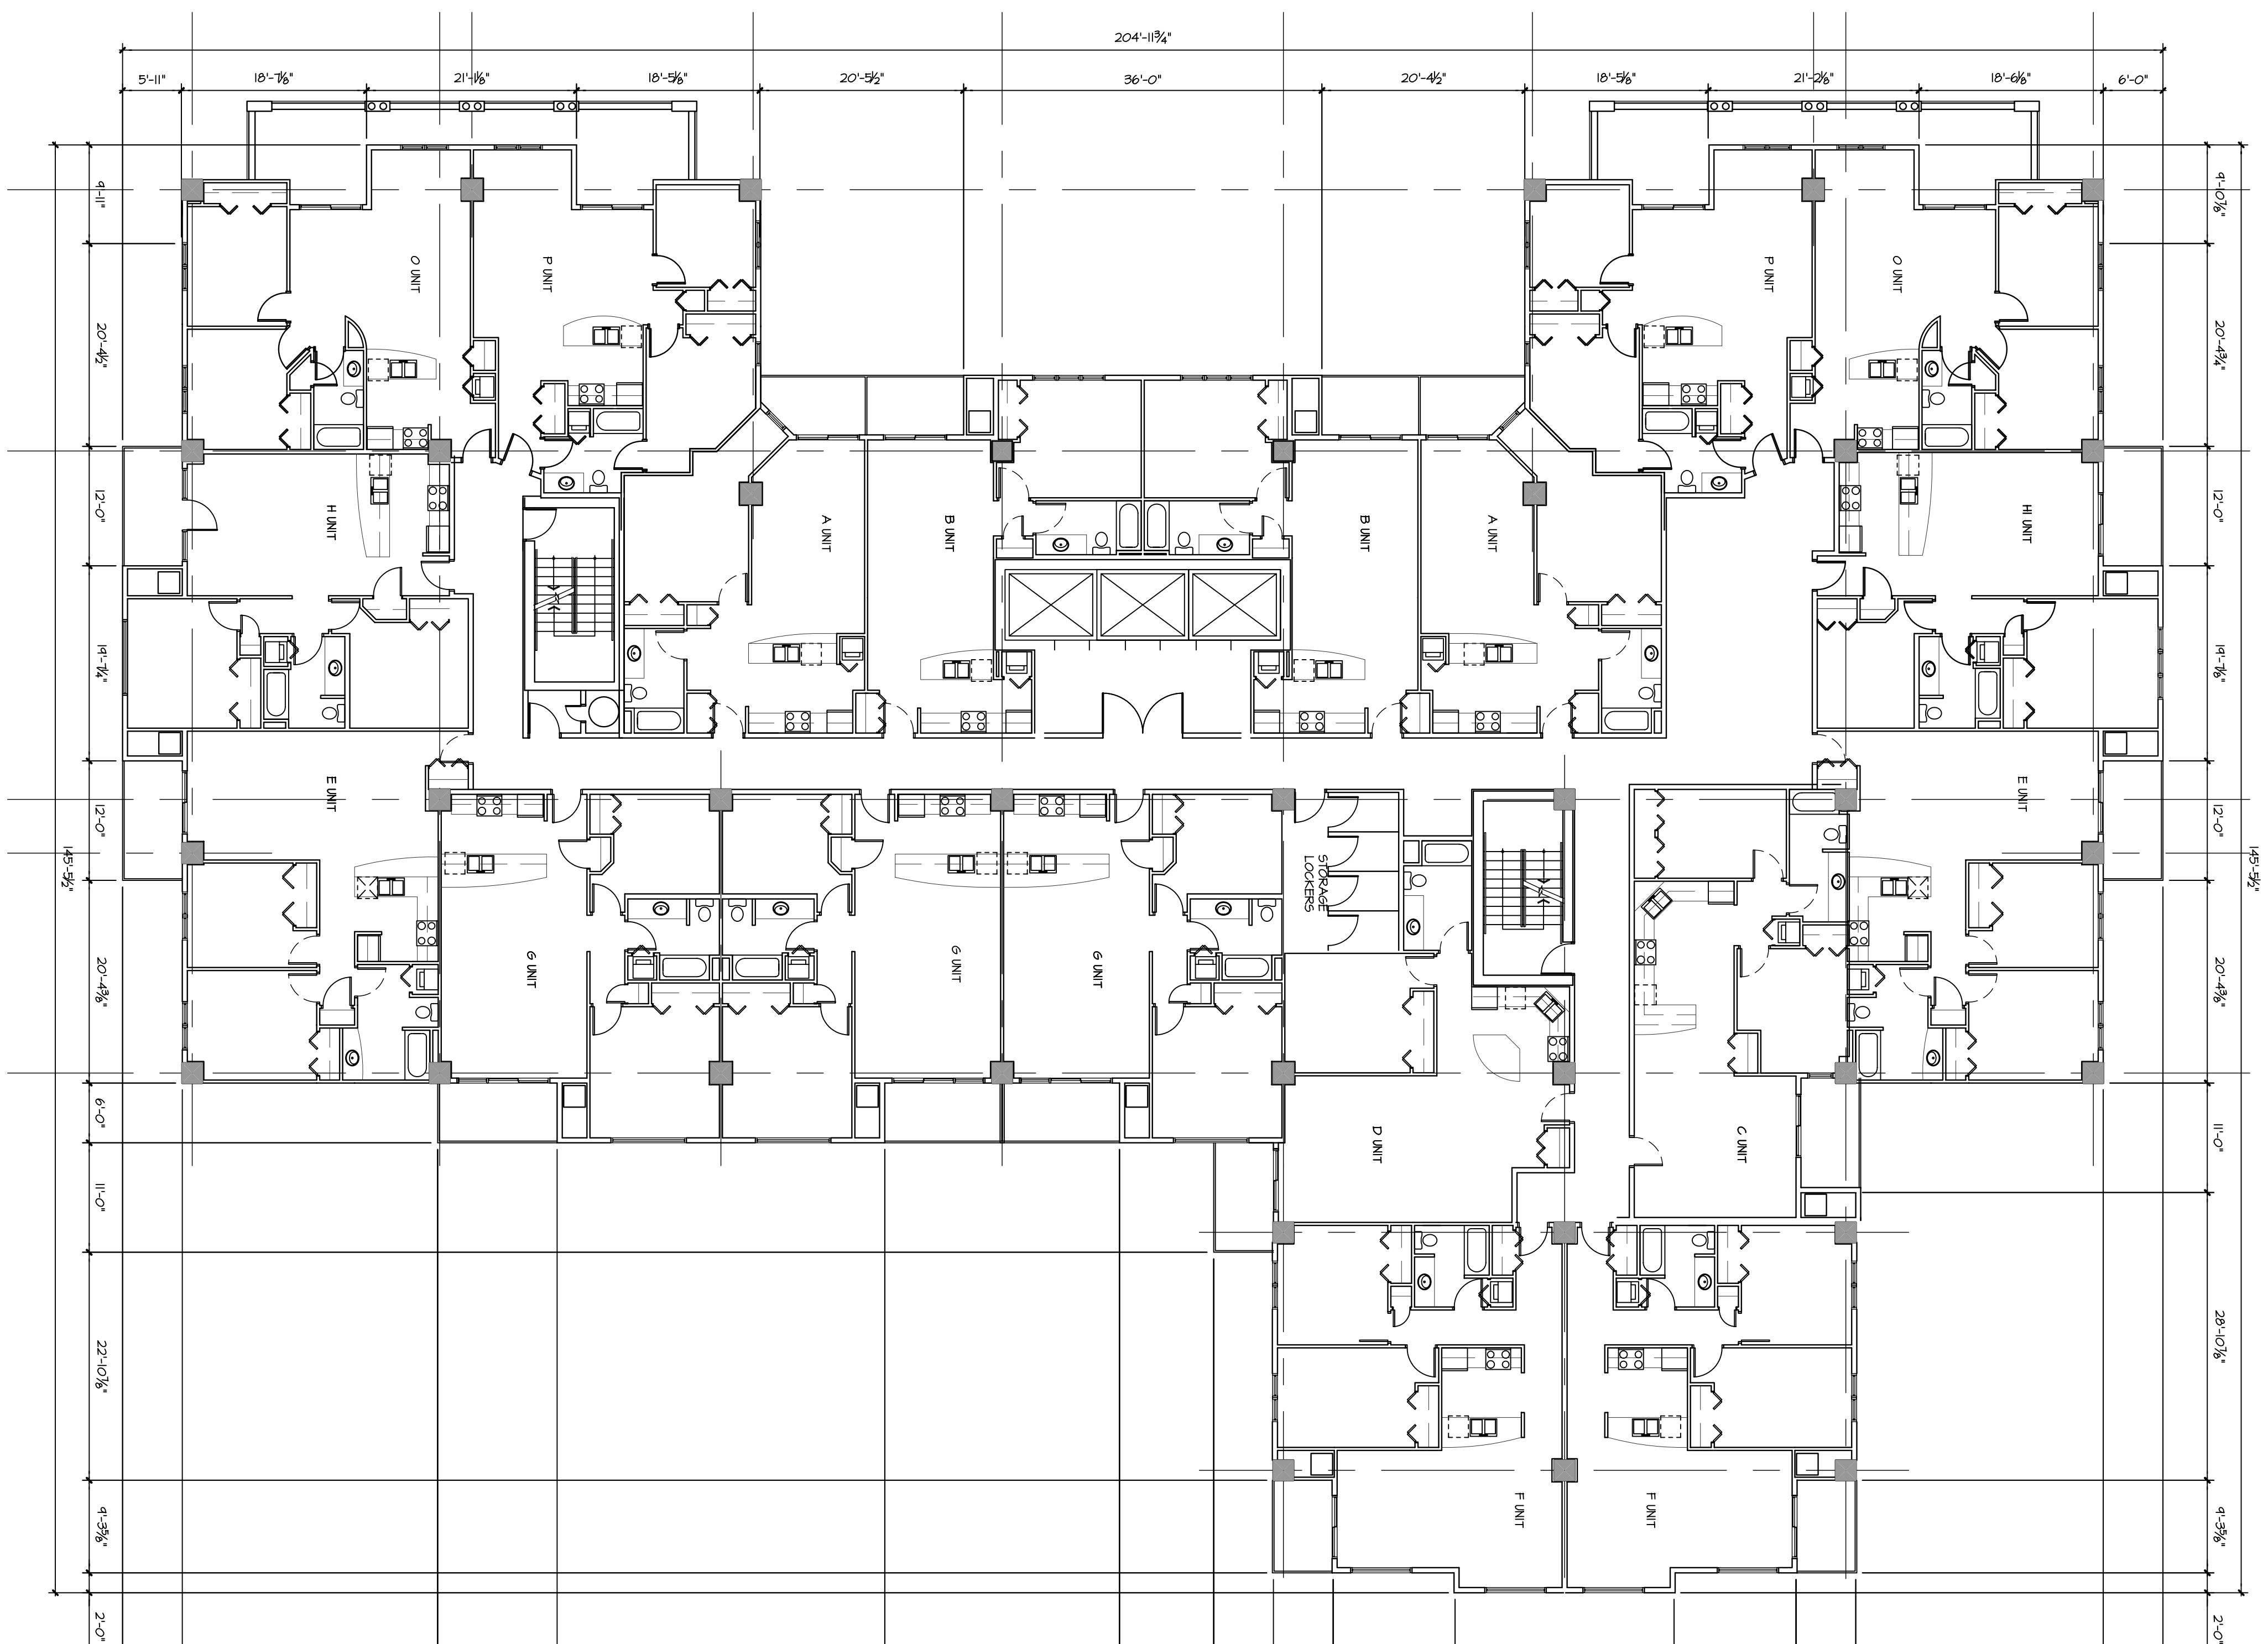 204'-11¾"
5'-11"
18'-7⅛"
21'-1⅛"
18'-5⅛"
20'-5½"
36'-0"
20'-4½"
18'-5⅛"
21'-2⅛"
18'-6⅛"
6'-0"
9'-11"
20'-4½"
12'-0"
19'-7¼"
12'-0"
20'-4⅜"
6'-0"
11'-0"
22'-10⅞"
9'-3⅝"
2'-0"
145'-5½"
O UNIT
P UNIT
P UNIT
O UNIT
H UNIT
A UNIT
B UNIT
B UNIT
A UNIT
H1 UNIT
E UNIT
E UNIT
G UNIT
G UNIT
G UNIT
STORAGE
LOCKERS
D UNIT
C UNIT
F UNIT
F UNIT
9'-10⅞"
20'-4¾"
12'-0"
19'-7⅛"
12'-0"
20'-4⅜"
11'-0"
28'-10⅞"
9'-3⅝"
2'-0"
145'-5½"